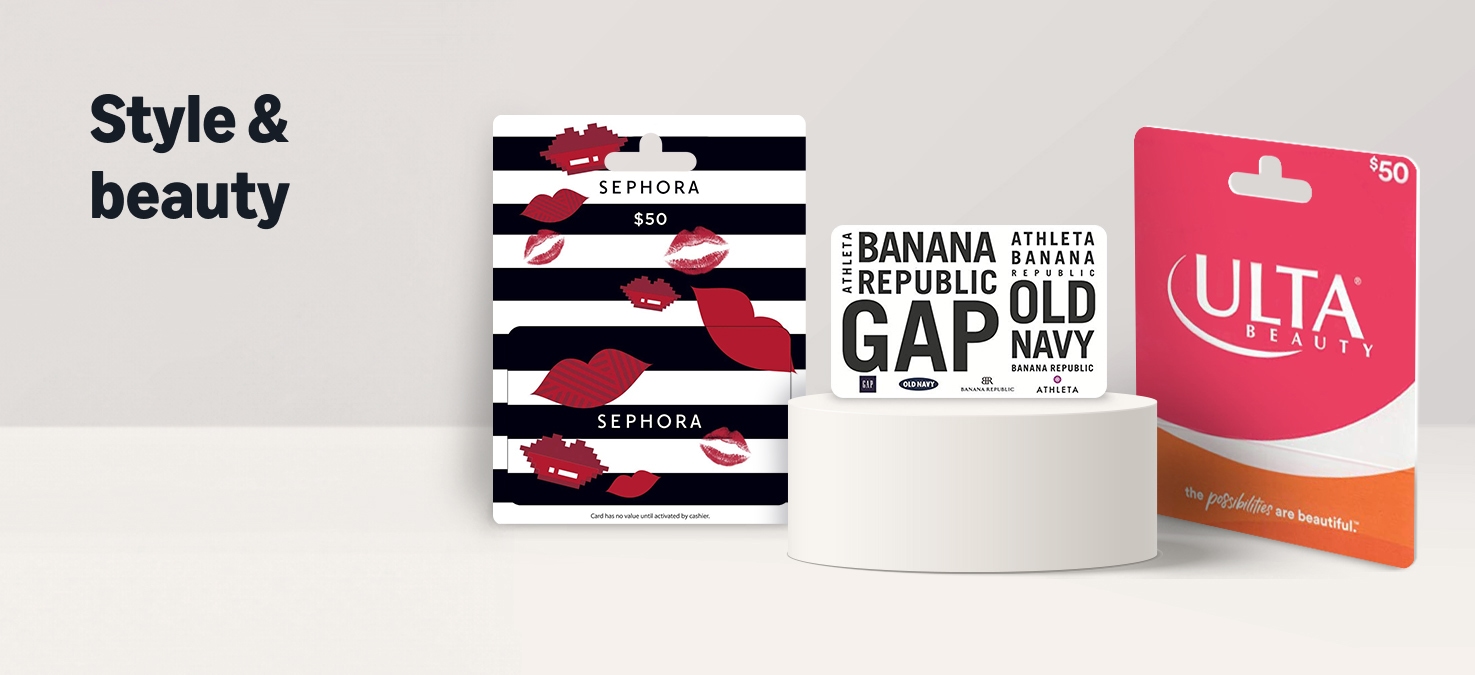 Style &
beauty
SEPHORA
$50
SEPHORA
Card has no value until activated by cashier.
ATHLETA
BANANA
REPUBLIC
GAP
ATHLETA
BANANA
REPUBLIC
OLD
NAVY
BANANA REPUBLIC
GAP
OLD NAVY
BR
BANANA REPUBLIC
ATHLETA
$50
ULTA®
BEAUTY
the possibilities are beautiful.™